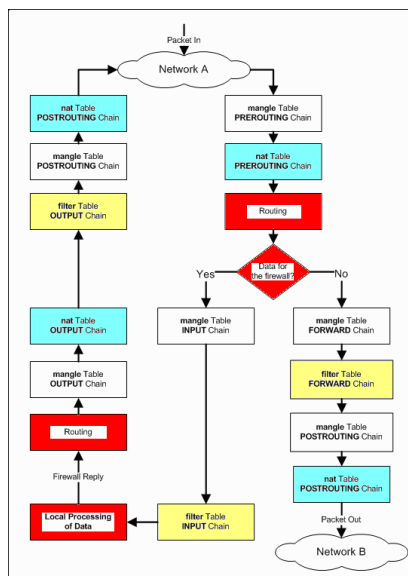 Packet In
Network A
nat Table
POSTROUTING Chain
mangle Table
POSTROUTING Chain
filter Table
OUTPUT Chain
nat Table
OUTPUT Chain
mangle Table
OUTPUT Chain
Routing
Firewall Reply
Local Processing
of Data
mangle Table
PREROUTING Chain
nat Table
PREROUTING Chain
Routing
Data for
the firewall?
Yes
No
mangle Table
INPUT Chain
filter Table
INPUT Chain
mangle Table
FORWARD Chain
filter Table
FORWARD Chain
mangle Table
POSTROUTING Chain
nat Table
POSTROUTING Chain
Packet Out
Network B